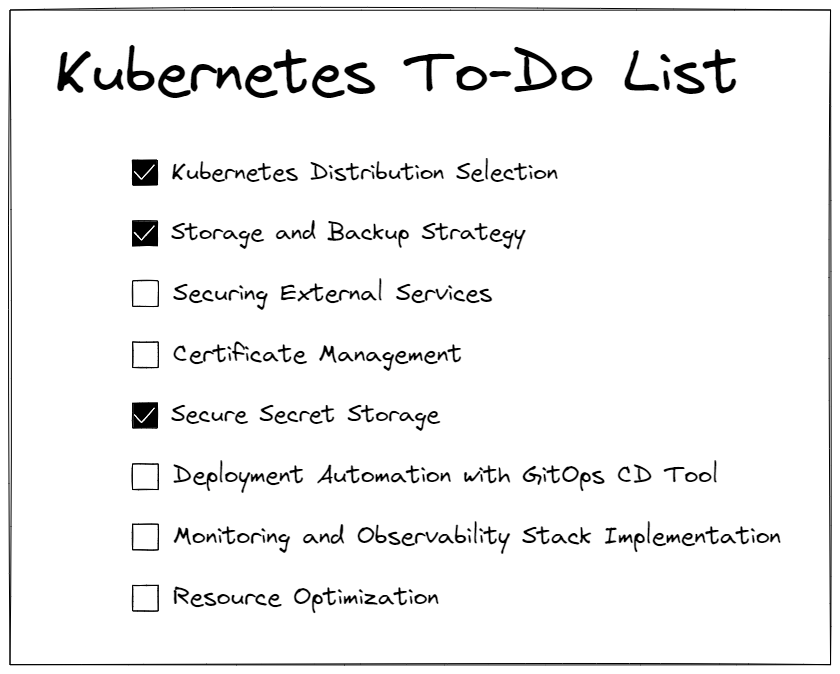 Kubernetes To-Do List
Kubernetes Distribution Selection
Storage and Backup Strategy
Securing External Services
Certificate Management
Secure Secret Storage
Deployment Automation with GitOps CD Tool
Monitoring and Observability Stack Implementation
Resource Optimization